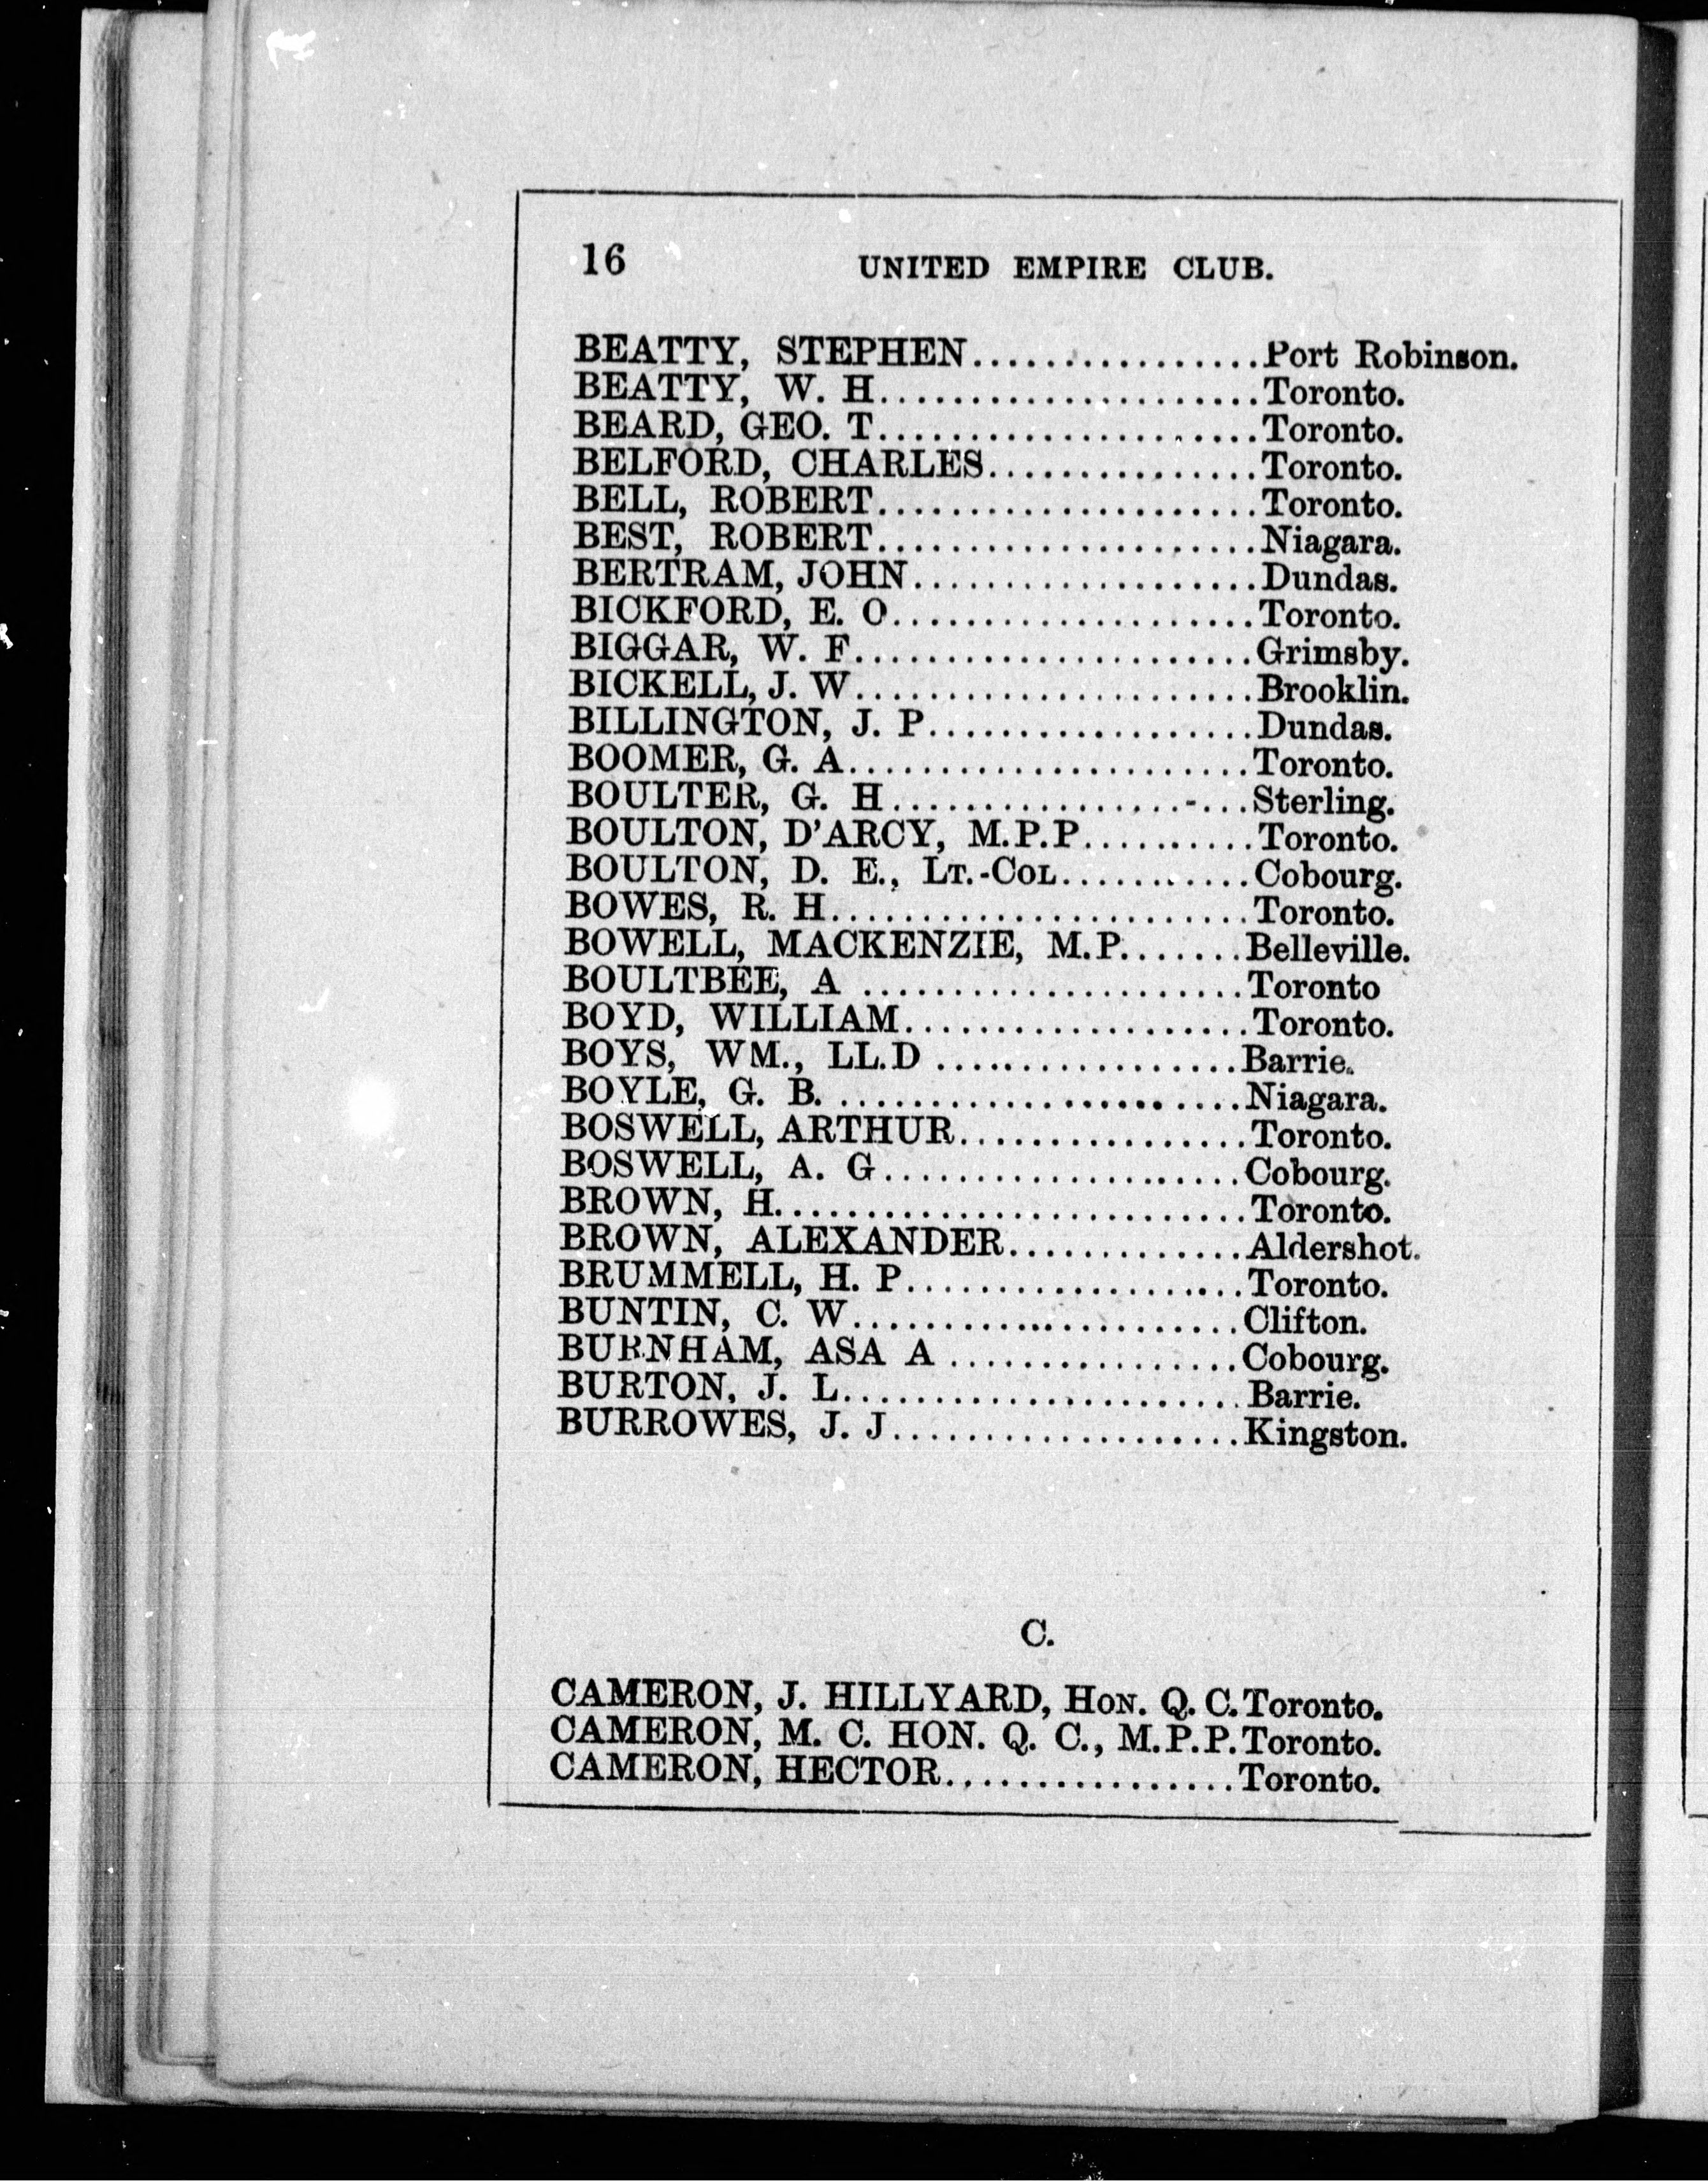 16 UNITED EMPIRE CLUB.
BEATTY, STEPHEN................Port Robinson.
BEATTY, W. H.....................Toronto.
BEARD, GEO. T.....................Toronto.
BELFORD, CHARLES...............Toronto.
BELL, ROBERT.....................Toronto.
BEST, ROBERT.....................Niagara.
BERTRAM, JOHN...................Dundas.
BICKFORD, E. O....................Toronto.
BIGGAR, W. F......................Grimsby.
BICKELL, J. W......................Brooklin.
BILLINGTON, J. P..................Dundas.
BOOMER, G. A......................Toronto.
BOULTER, G. H....................Sterling.
BOULTON, D'ARCY, M.P.P..........Toronto.
BOULTON, D. E., LT.-COL...........Cobourg.
BOWES, R. H.......................Toronto.
BOWELL, MACKENZIE, M.P.......Belleville.
BOULTBEE, A .....................Toronto
BOYD, WILLIAM...................Toronto.
BOYS, WM., LL.D .................Barrie.
BOYLE, G. B. .......................Niagara.
BOSWELL, ARTHUR................Toronto.
BOSWELL, A. G....................Cobourg.
BROWN, H..........................Toronto.
BROWN, ALEXANDER.............Aldershot.
BRUMMELL, H. P...................Toronto.
BUNTIN, C. W......................Clifton.
BURNHAM, ASA A ................Cobourg.
BURTON, J. L......................Barrie.
BURROWES, J. J...................Kingston.
C.
CAMERON, J. HILLYARD, HON. Q. C.Toronto.
CAMERON, M. C. HON. Q. C., M.P.P.Toronto.
CAMERON, HECTOR................Toronto.